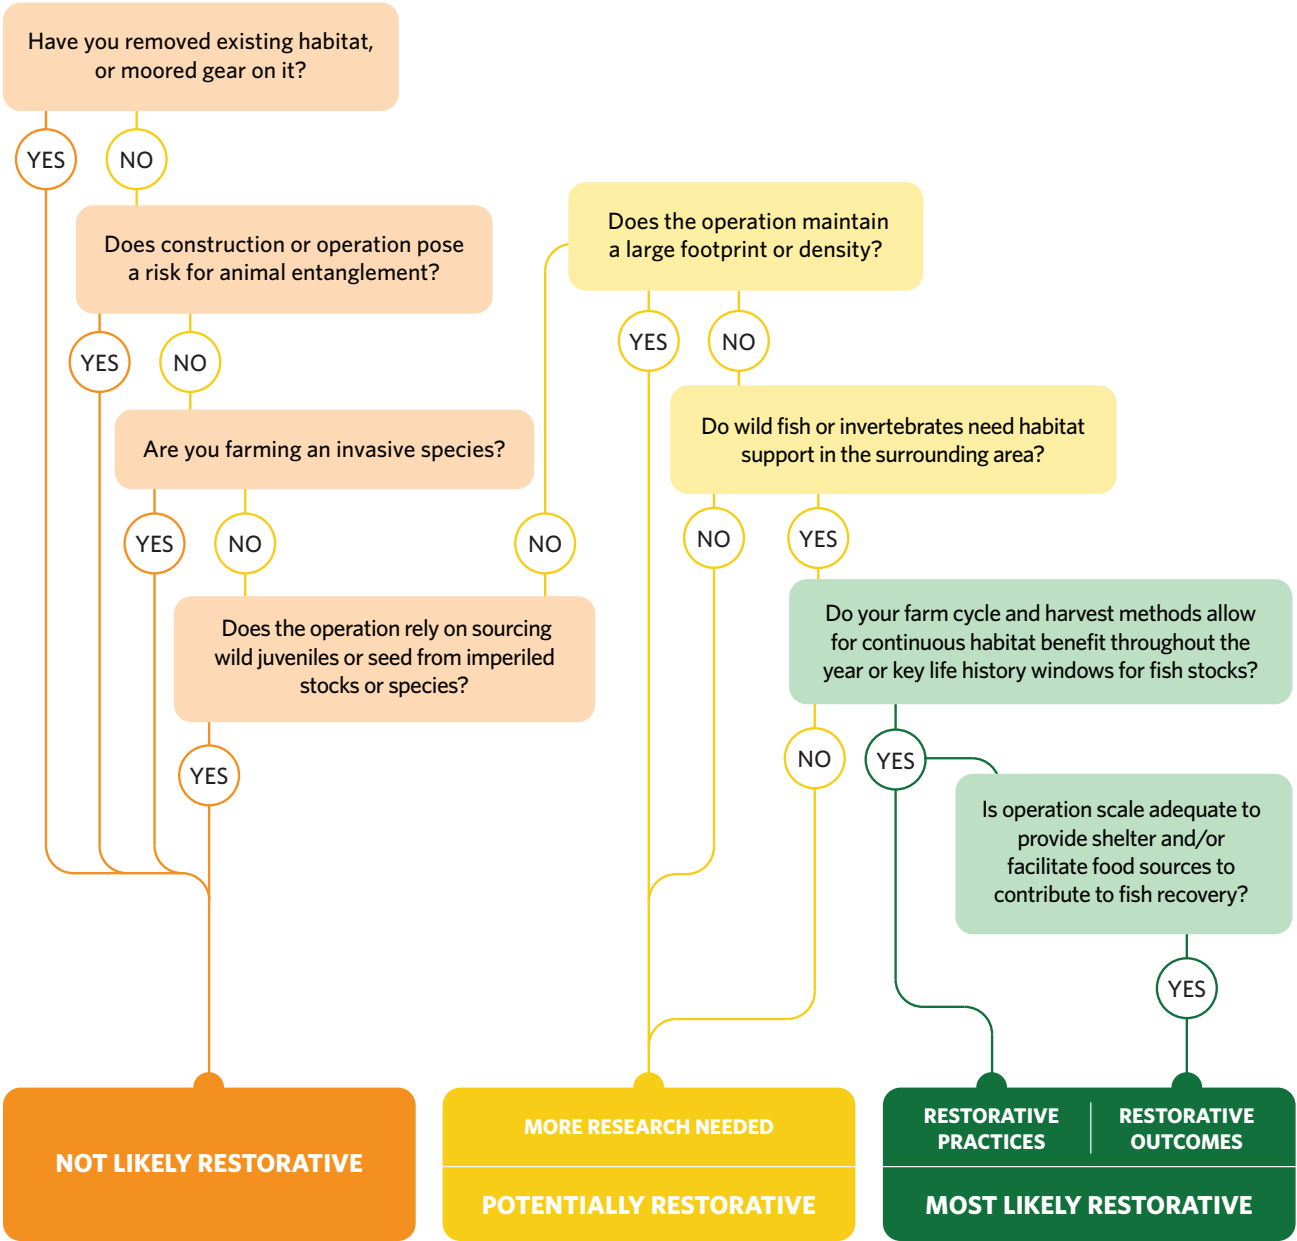 Have you removed existing habitat,
or moored gear on it?
YES
NO
Does construction or operation pose
a risk for animal entanglement?
YES
NO
Are you farming an invasive species?
YES
NO
NO
Does the operation rely on sourcing
wild juveniles or seed from imperiled
stocks or species?
YES
Does the operation maintain
a large footprint or density?
YES
NO
Do wild fish or invertebrates need habitat
support in the surrounding area?
NO
YES
Do your farm cycle and harvest methods allow
for continuous habitat benefit throughout the
year or key life history windows for fish stocks?
NO
YES
Is operation scale adequate to
provide shelter and/or
facilitate food sources to
contribute to fish recovery?
YES
NOT LIKELY RESTORATIVE
MORE RESEARCH NEEDED
POTENTIALLY RESTORATIVE
RESTORATIVE
PRACTICES
RESTORATIVE
OUTCOMES
MOST LIKELY RESTORATIVE